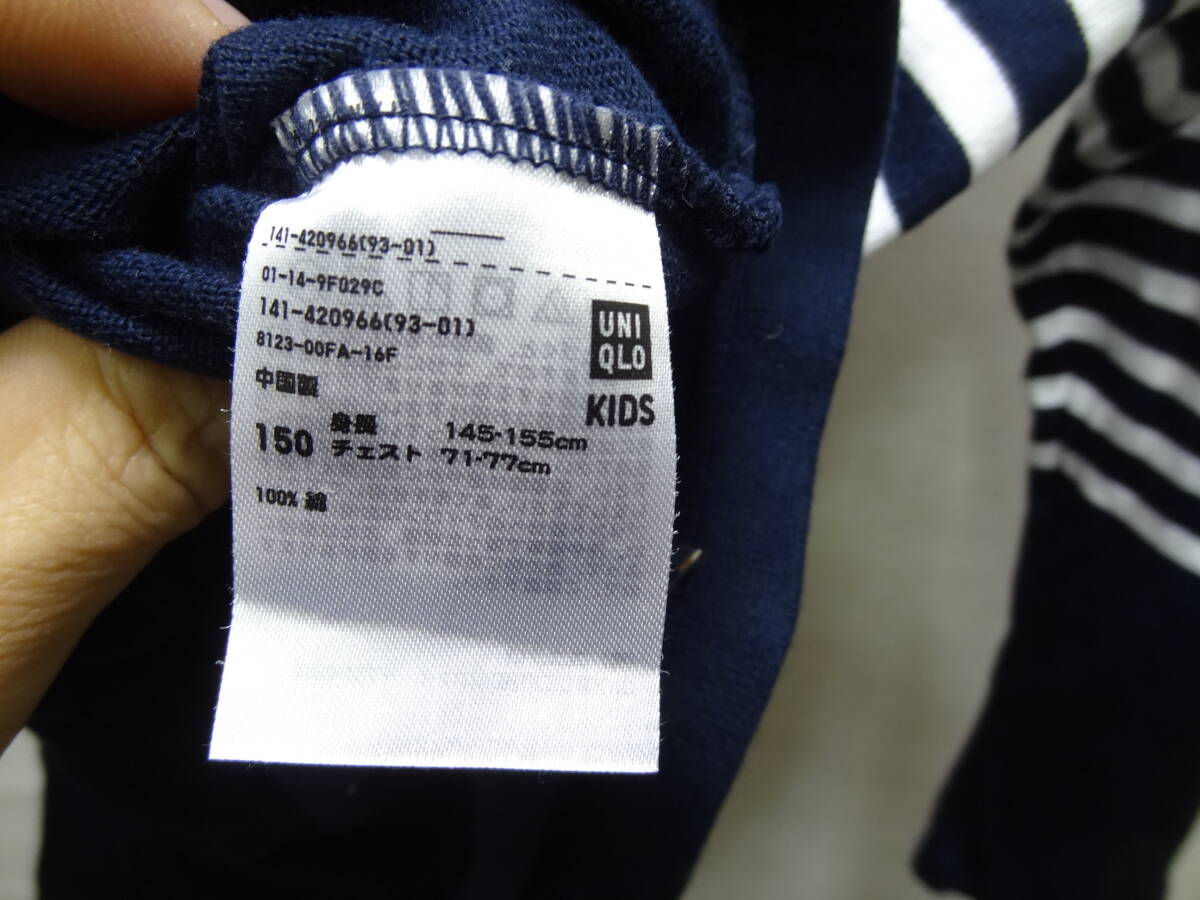 141-420966(93-01)
01-14-9F029C
141-420966(93-01)
8123-00FA-16F
中国製
150 身長 145-155cm
チェスト 71-77cm
100% 綿
UNI
QLO
KIDS